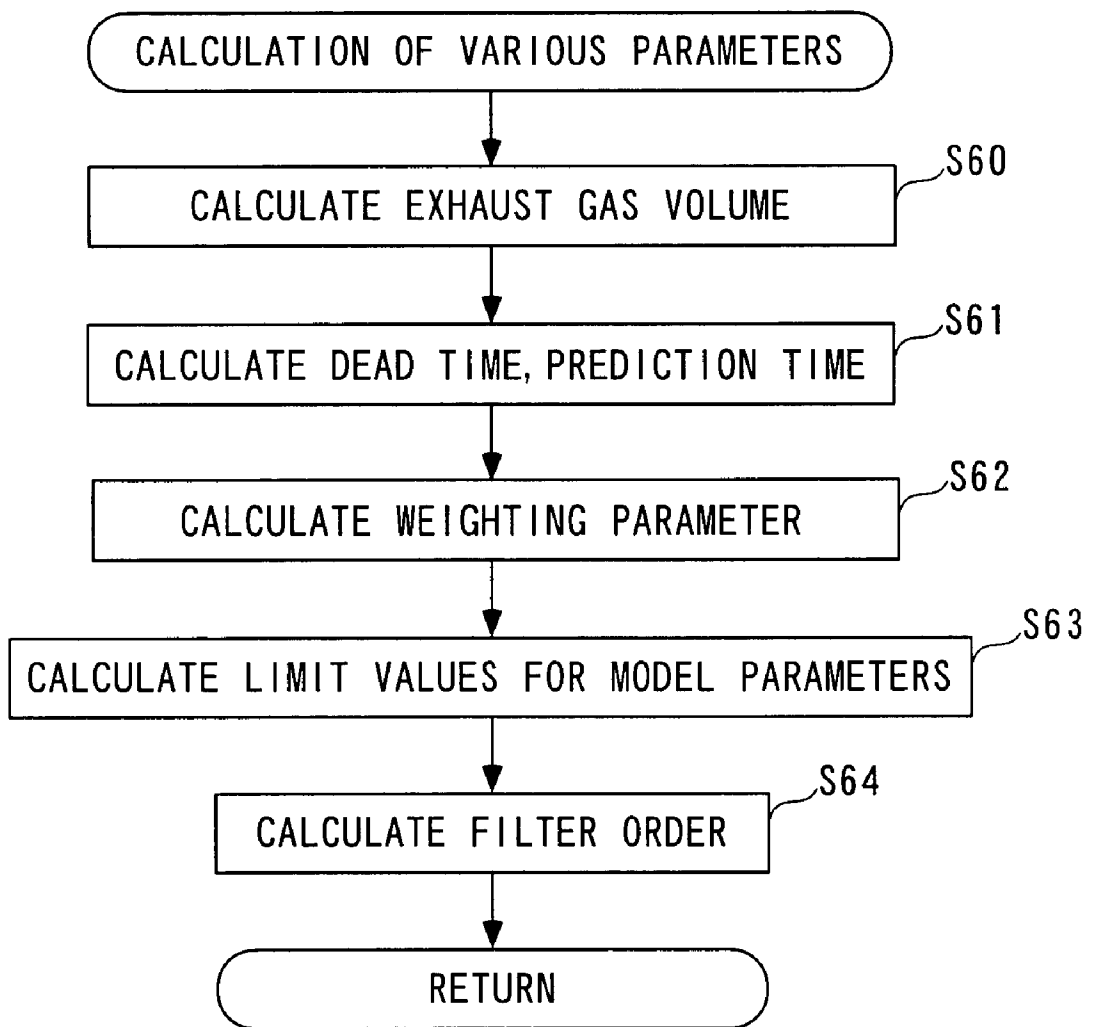 CALCULATION OF VARIOUS PARAMETERS
S60
CALCULATE EXHAUST GAS VOLUME
S61
CALCULATE DEAD TIME, PREDICTION TIME
S62
CALCULATE WEIGHTING PARAMETER
S63
CALCULATE LIMIT VALUES FOR MODEL PARAMETERS
S64
CALCULATE FILTER ORDER
RETURN